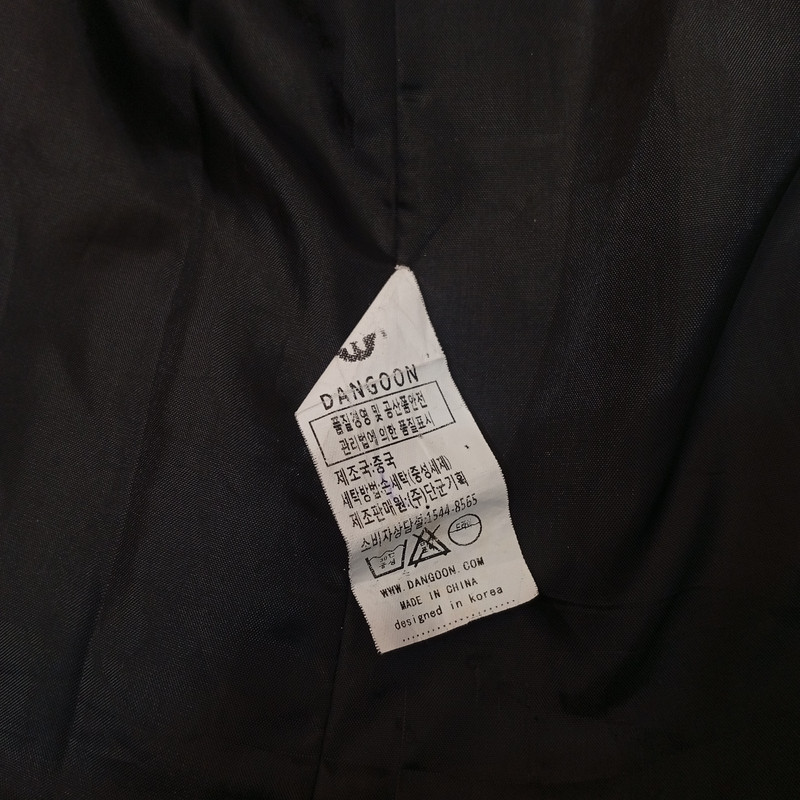 DANGOON
품질경영 및 공산품안전
관리법에 의한 품질표시
제조국:중국
세탁방법:손세탁(중성세제)
제조판매원:(주)단군기획
소비자상담실:1544-8565
WWW.DANGOON.COM
MADE IN CHINA
designed in korea